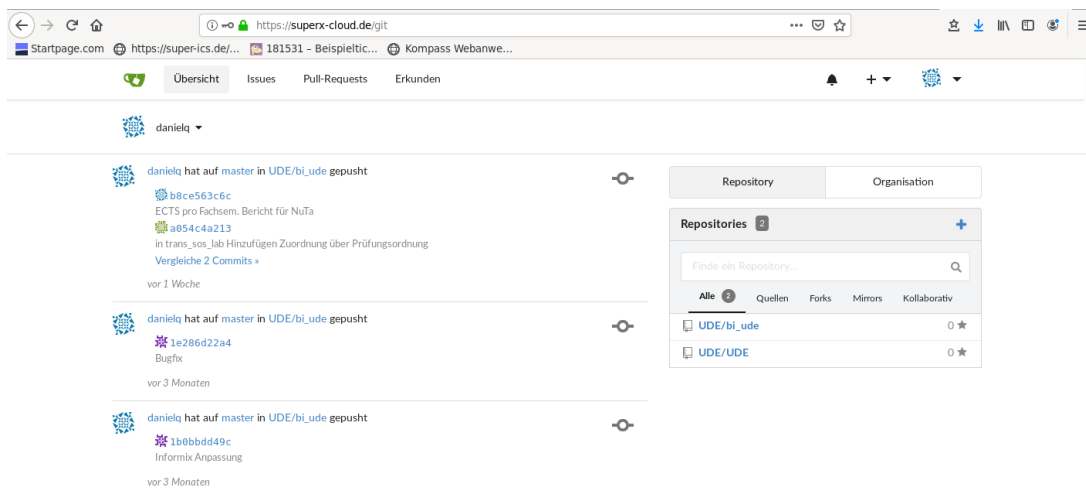 https://superx-cloud.de/git
Startpage.com https://super-ics.de/... 181531 – Beispieltic... Kompass Webanwe...
Übersicht Issues Pull-Requests Erkunden
danielq
danielq hat auf master in UDE/bi_ude gepusht
b8ce563c6c
ECTS pro Fachsem. Bericht für NuTa
a054c4a213
in trans_sos_lab Hinzufügen Zuordnung über Prüfungsordnung
Vergleiche 2 Commits »
vor 1 Woche
danielq hat auf master in UDE/bi_ude gepusht
1e286d22a4
Bugfix
vor 3 Monaten
danielq hat auf master in UDE/bi_ude gepusht
1b0bbdd49c
Informix Anpassung
vor 3 Monaten
Repository Organisation
Repositories 2
Finde ein Repository...
Alle 2 Quellen Forks Mirrors Kollaborativ
UDE/bi_ude 0
UDE/UDE 0